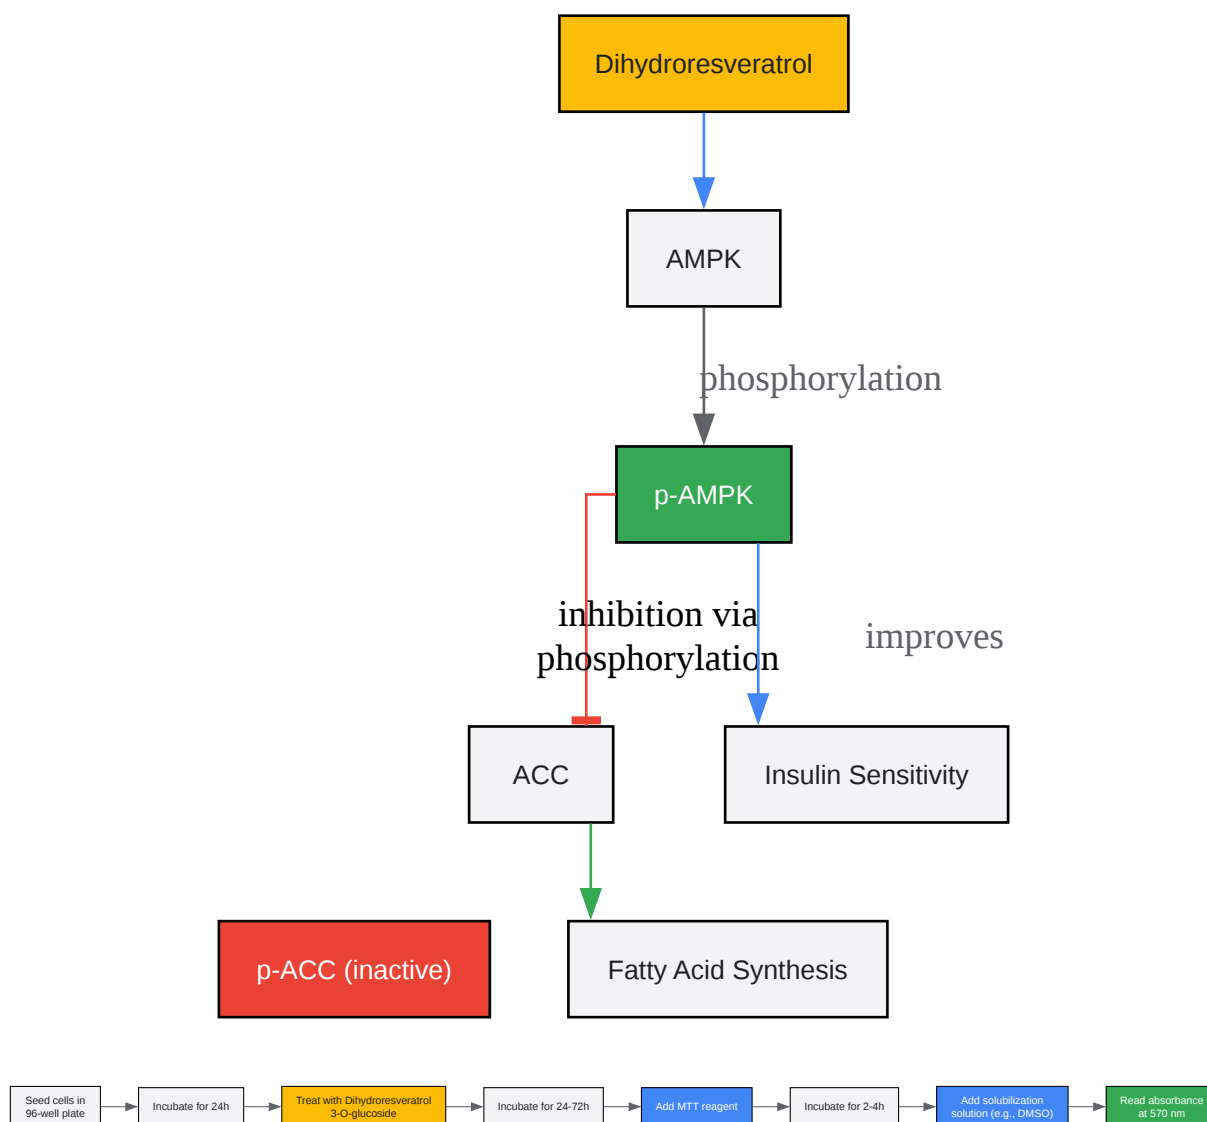 Dihydroresveratrol
AMPK
phosphorylation
p-AMPK
inhibition via
phosphorylation
improves
ACC
Insulin Sensitivity
p-ACC (inactive)
Fatty Acid Synthesis
Seed cells in
96-well plate
Incubate for 24h
Treat with Dihydroresveratrol
3-O-glucoside
Incubate for 24-72h
Add MTT reagent
Incubate for 2-4h
Add solubilization
solution (e.g., DMSO)
Read absorbance
at 570 nm